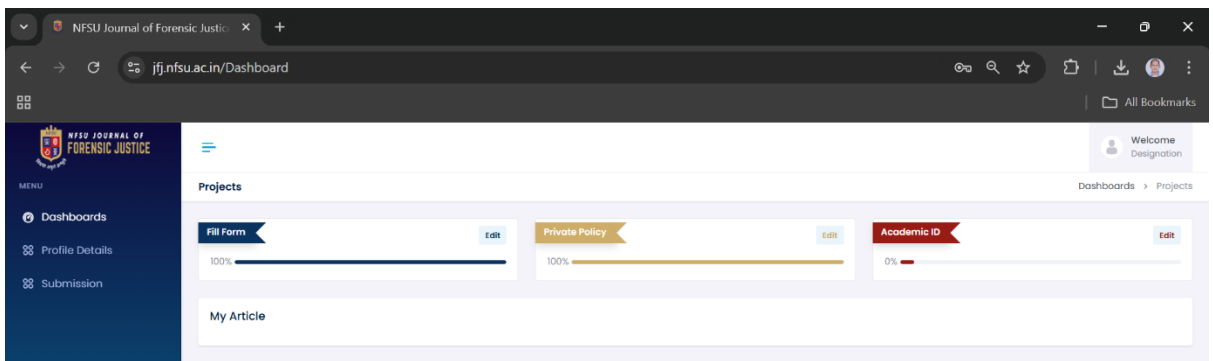 NFSU Journal of Forensic Justic
jfj.nfsu.ac.in/Dashboard
All Bookmarks
NFSU JOURNAL OF
FORENSIC JUSTICE
Welcome
Designation
MENU
Projects
Dashboards > Projects
Dashboards
Profile Details
Submission
Fill Form
Edit
100%
Private Policy
Edit
100%
Academic ID
Edit
0%
My Article